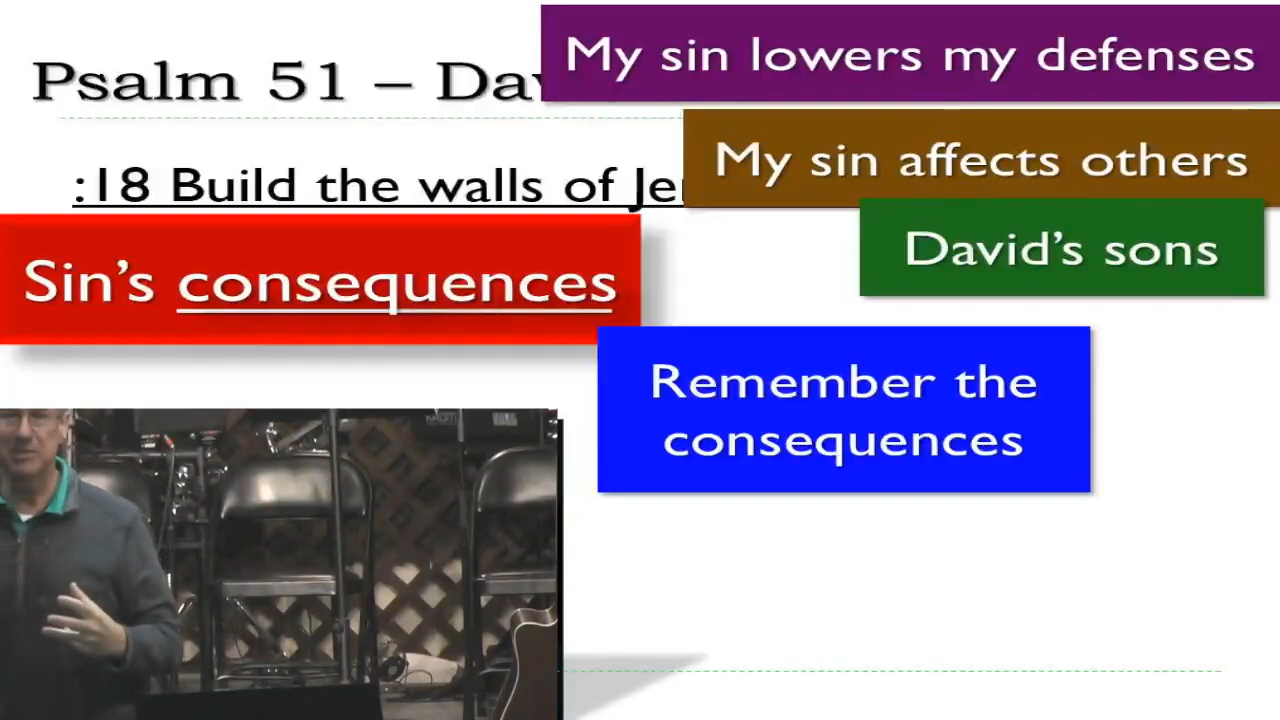 My sin lowers my defenses
Psalm 51 – Dav
My sin affects others
:18 Build the walls of Jer
David's sons
Sin's consequences
Remember the
consequences